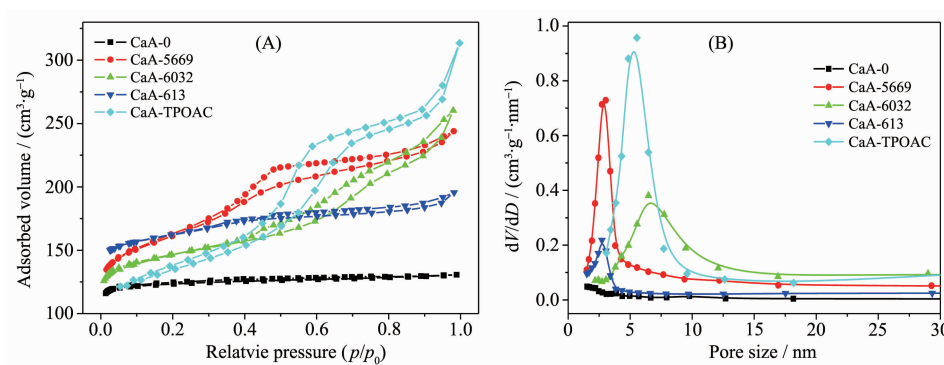 (A)
CaA-0
CaA-5669
CaA-6032
CaA-613
CaA-TPOAC
Adsorbed volume / (cm³·g⁻¹)
300
250
200
150
100
0.0 0.2 0.4 0.6 0.8 1.0
Relatvie pressure (p/p₀)
(B)
CaA-0
CaA-5669
CaA-6032
CaA-613
CaA-TPOAC
dV/dD / (cm³·g⁻¹·nm⁻¹)
1.0
0.8
0.6
0.4
0.2
0.0
0 5 10 15 20 25 30
Pore size / nm